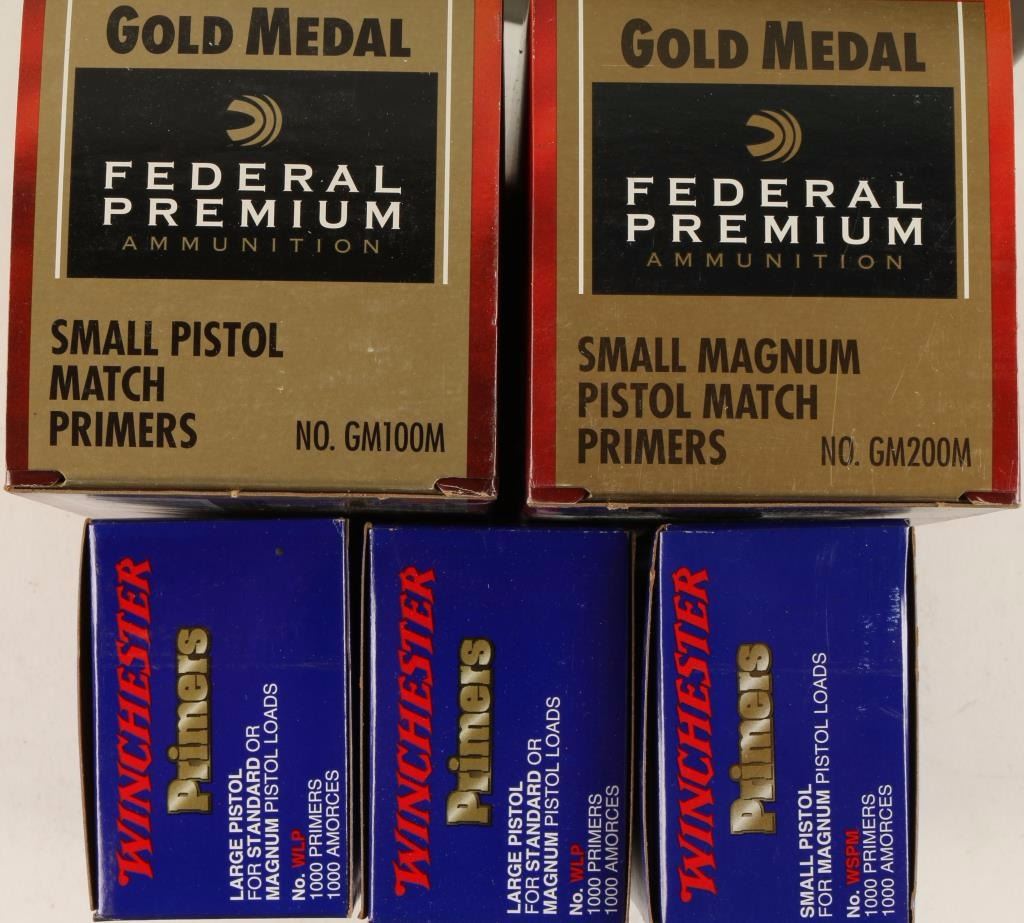 GOLD MEDAL
FEDERAL
PREMIUM
AMMUNITION
SMALL PISTOL
MATCH
PRIMERS
NO. GM100M
GOLD MEDAL
FEDERAL
PREMIUM
AMMUNITION
SMALL MAGNUM
PISTOL MATCH
PRIMERS
NO. GM200M
WINCHESTER
Primers
LARGE PISTOL
FOR STANDARD OR
MAGNUM PISTOL LOADS
No. WLP
1000 PRIMERS
1000 AMORCES
WINCHESTER
Primers
LARGE PISTOL
FOR STANDARD OR
MAGNUM PISTOL LOADS
No. WLP
1000 PRIMERS
1000 AMORCES
WINCHESTER
Primers
SMALL PISTOL
FOR MAGNUM PISTOL LOADS
No. WSPM
1000 PRIMERS
1000 AMORCES